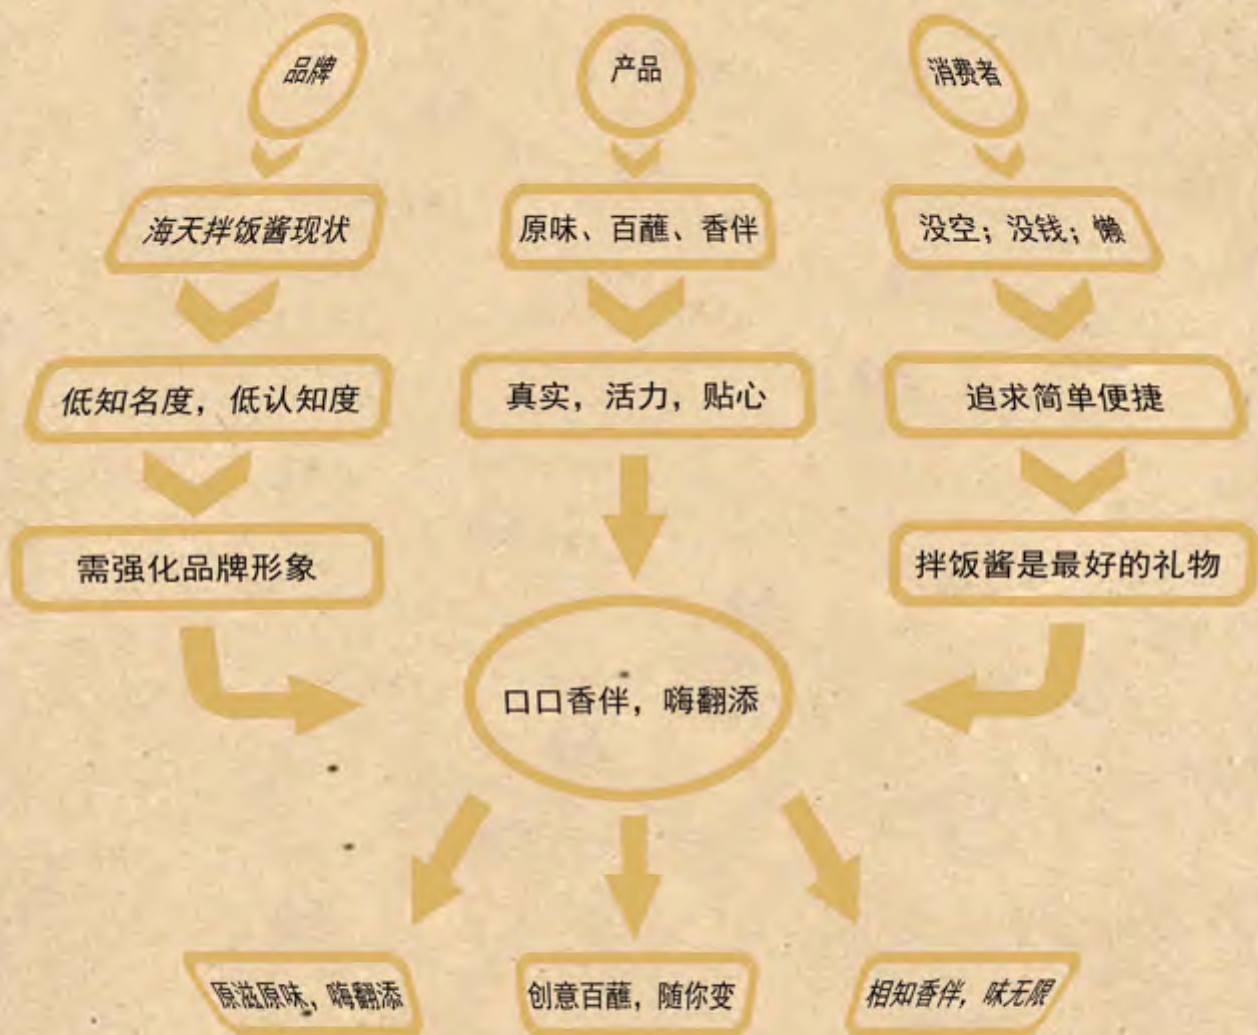 品牌
产品
消费者
海天拌饭酱现状
原味、百蘸、香伴
没空；没钱；懒
低知名度，低认知度
真实，活力，贴心
追求简单便捷
需强化品牌形象
拌饭酱是最好的礼物
口口香伴，嗨翻添
原滋原味，嗨翻添
创意百蘸，随你变
相知香伴，味无限